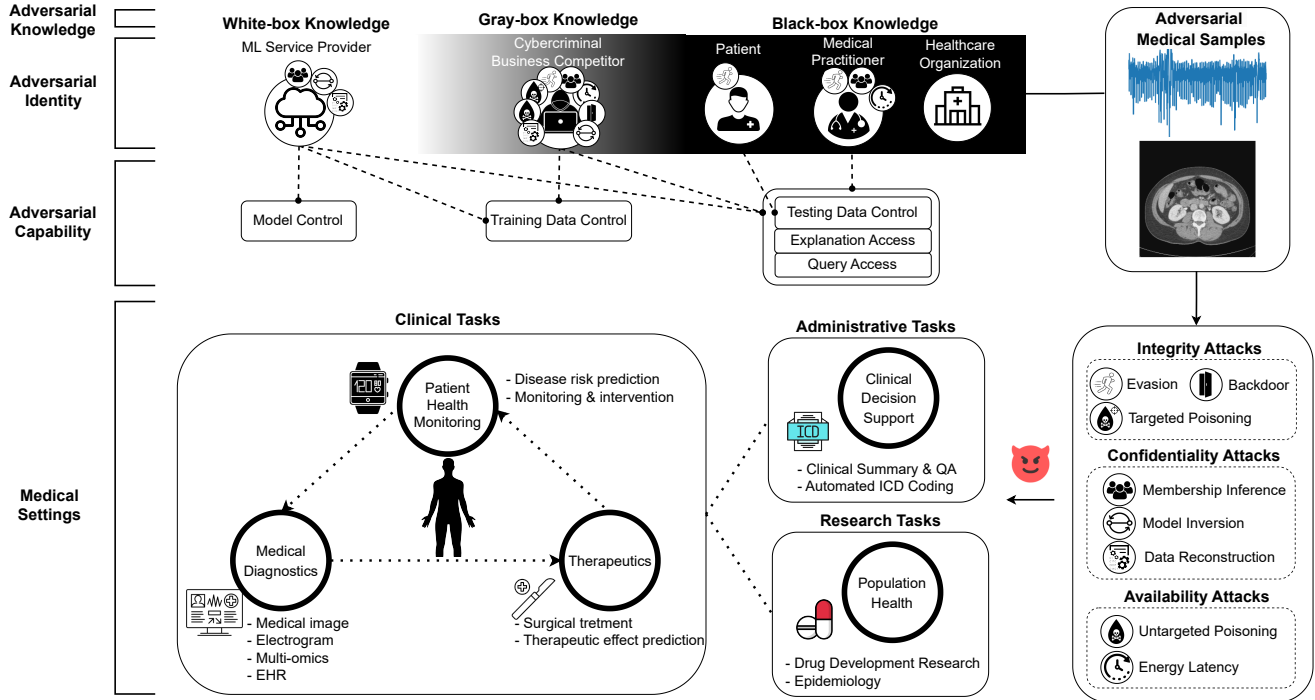 Adversarial
Knowledge
White-box Knowledge
Gray-box Knowledge
Black-box Knowledge
Adversarial
Identity
ML Service Provider
Cybercriminal
Business Competitor
Patient
Medical
Practitioner
Healthcare
Organization
Adversarial
Medical Samples
Adversarial
Capability
Model Control
Training Data Control
Testing Data Control
Explanation Access
Query Access
Medical
Settings
Clinical Tasks
Patient
Health
Monitoring
- Disease risk prediction
- Monitoring & intervention
120
80
Medical
Diagnostics
- Medical image
- Electrogram
- Multi-omics
- EHR
Therapeutics
- Surgical tretment
- Therapeutic effect prediction
Administrative Tasks
Clinical
Decision
Support
ICD
- Clinical Summary & QA
- Automated ICD Coding
Research Tasks
Population
Health
- Drug Development Research
- Epidemiology
Integrity Attacks
Evasion
Backdoor
Targeted Poisoning
Confidentiality Attacks
Membership Inference
Model Inversion
Data Reconstruction
Availability Attacks
Untargeted Poisoning
Energy Latency